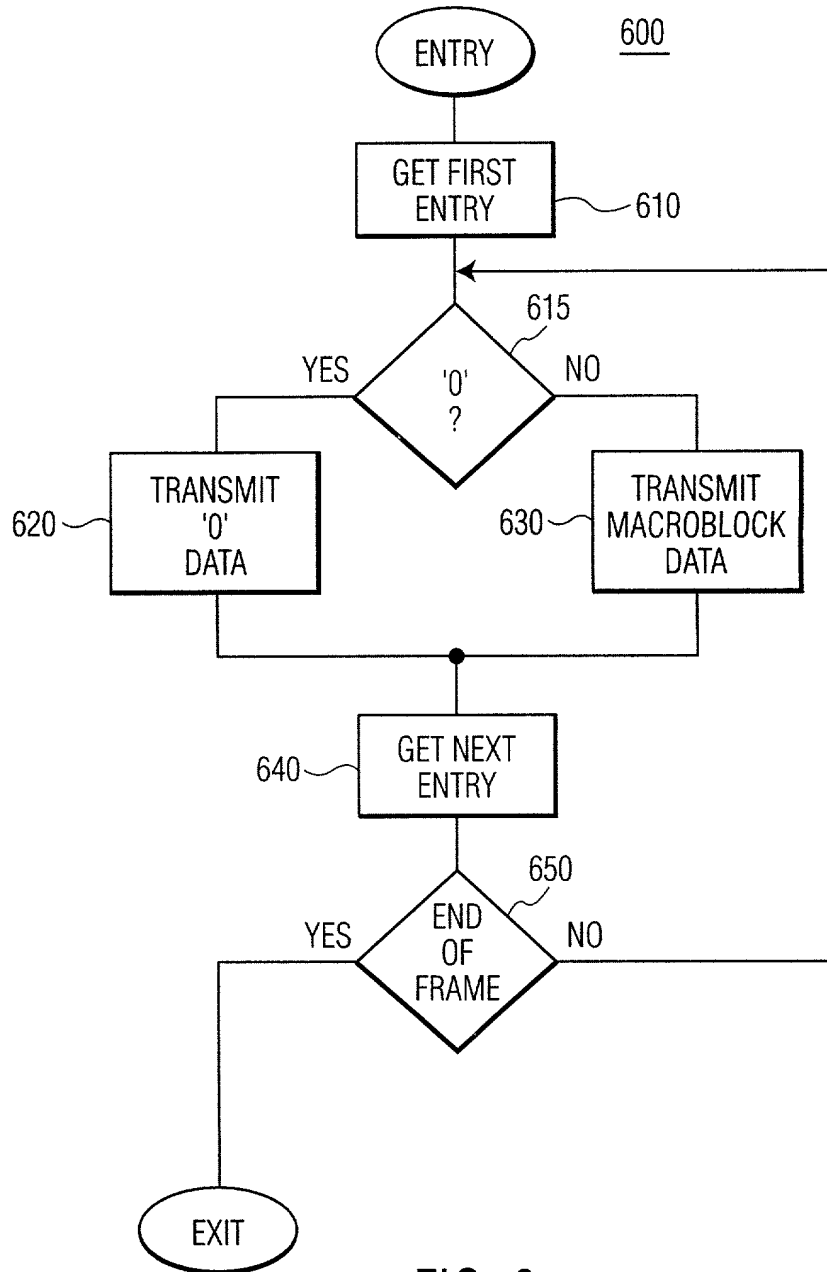 600
ENTRY
GET FIRST
ENTRY
610
615
YES
'0'
?
NO
620
TRANSMIT
'0'
DATA
630
TRANSMIT
MACROBLOCK
DATA
640
GET NEXT
ENTRY
650
YES
END
OF
FRAME
NO
EXIT